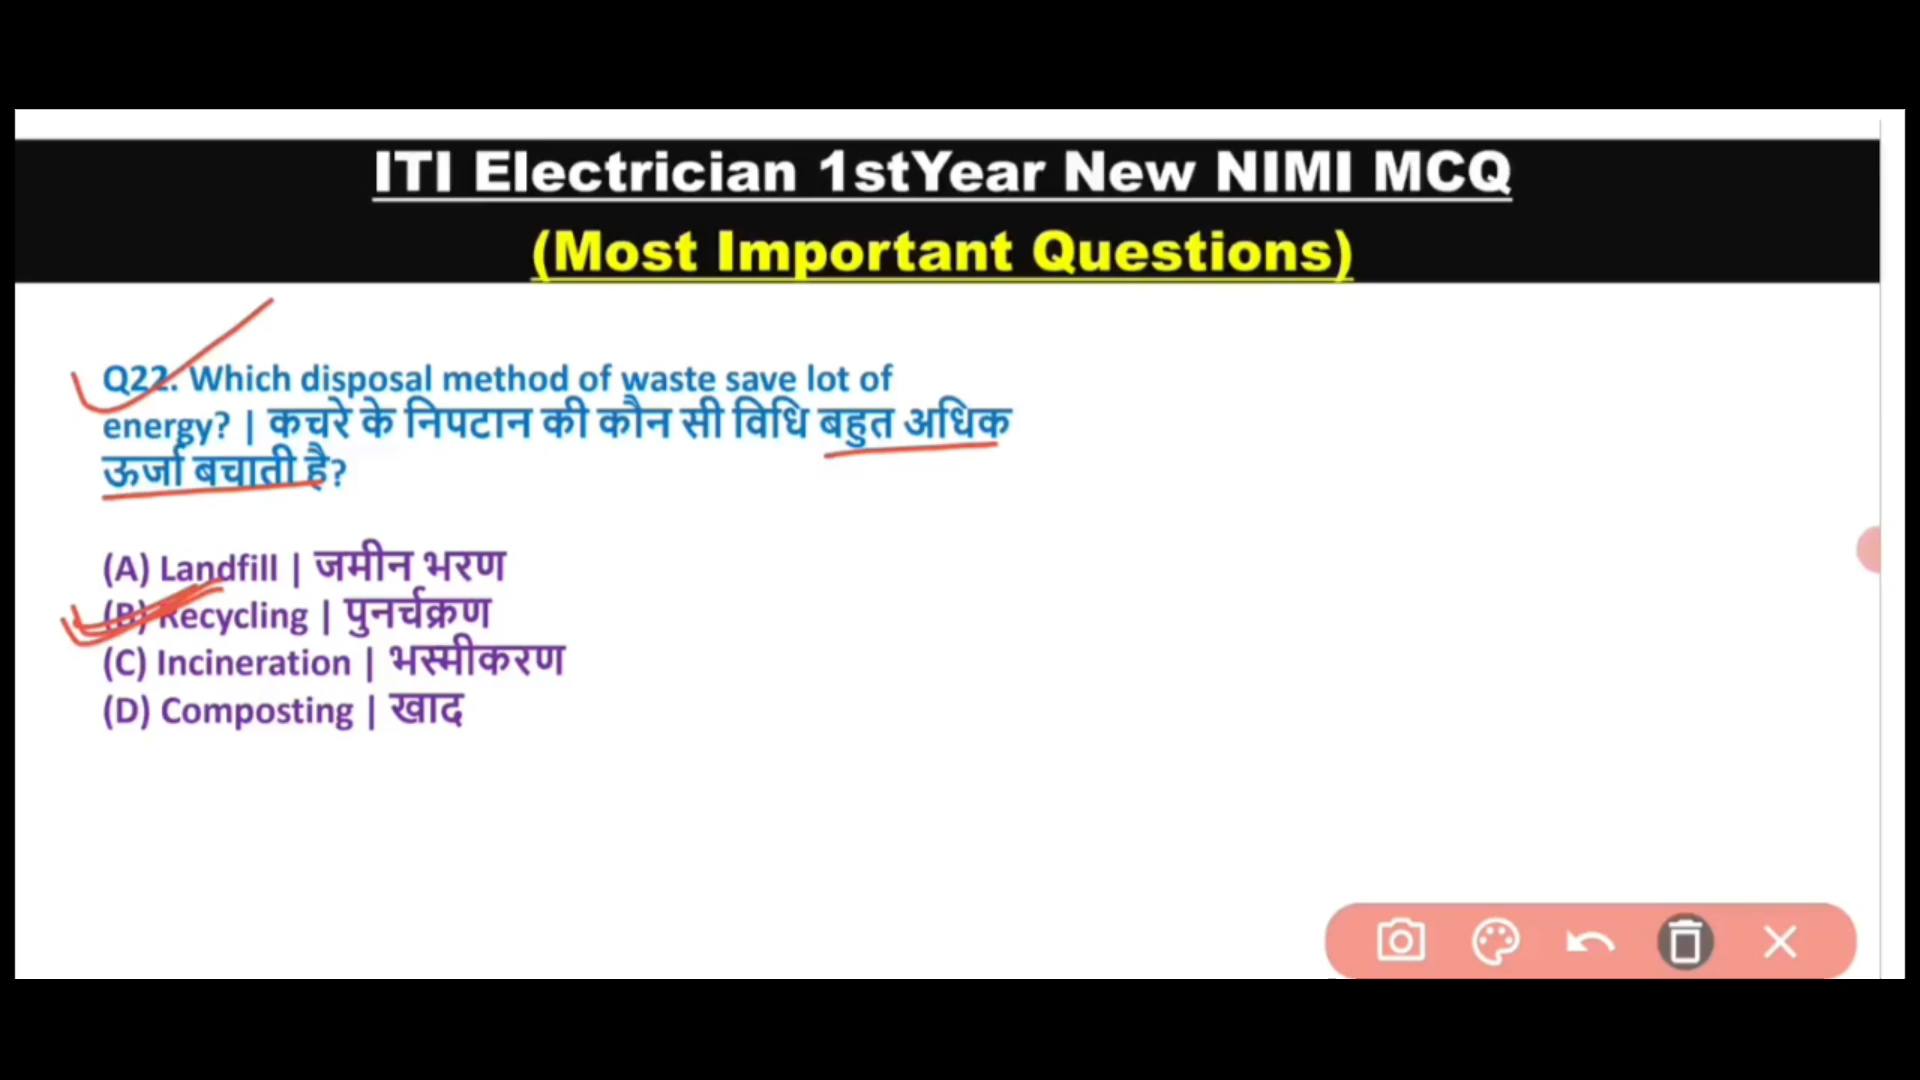 ITI Electrician 1stYear New NIMI MCQ
(Most Important Questions)
Q22. Which disposal method of waste save lot of
energy? | कचरे के निपटान की कौन सी विधि बहुत अधिक
ऊर्जा बचाती है?
(A) Landfill | जमीन भरण
(B) Recycling | पुनर्चक्रण
(C) Incineration | भस्मीकरण
(D) Composting | खाद